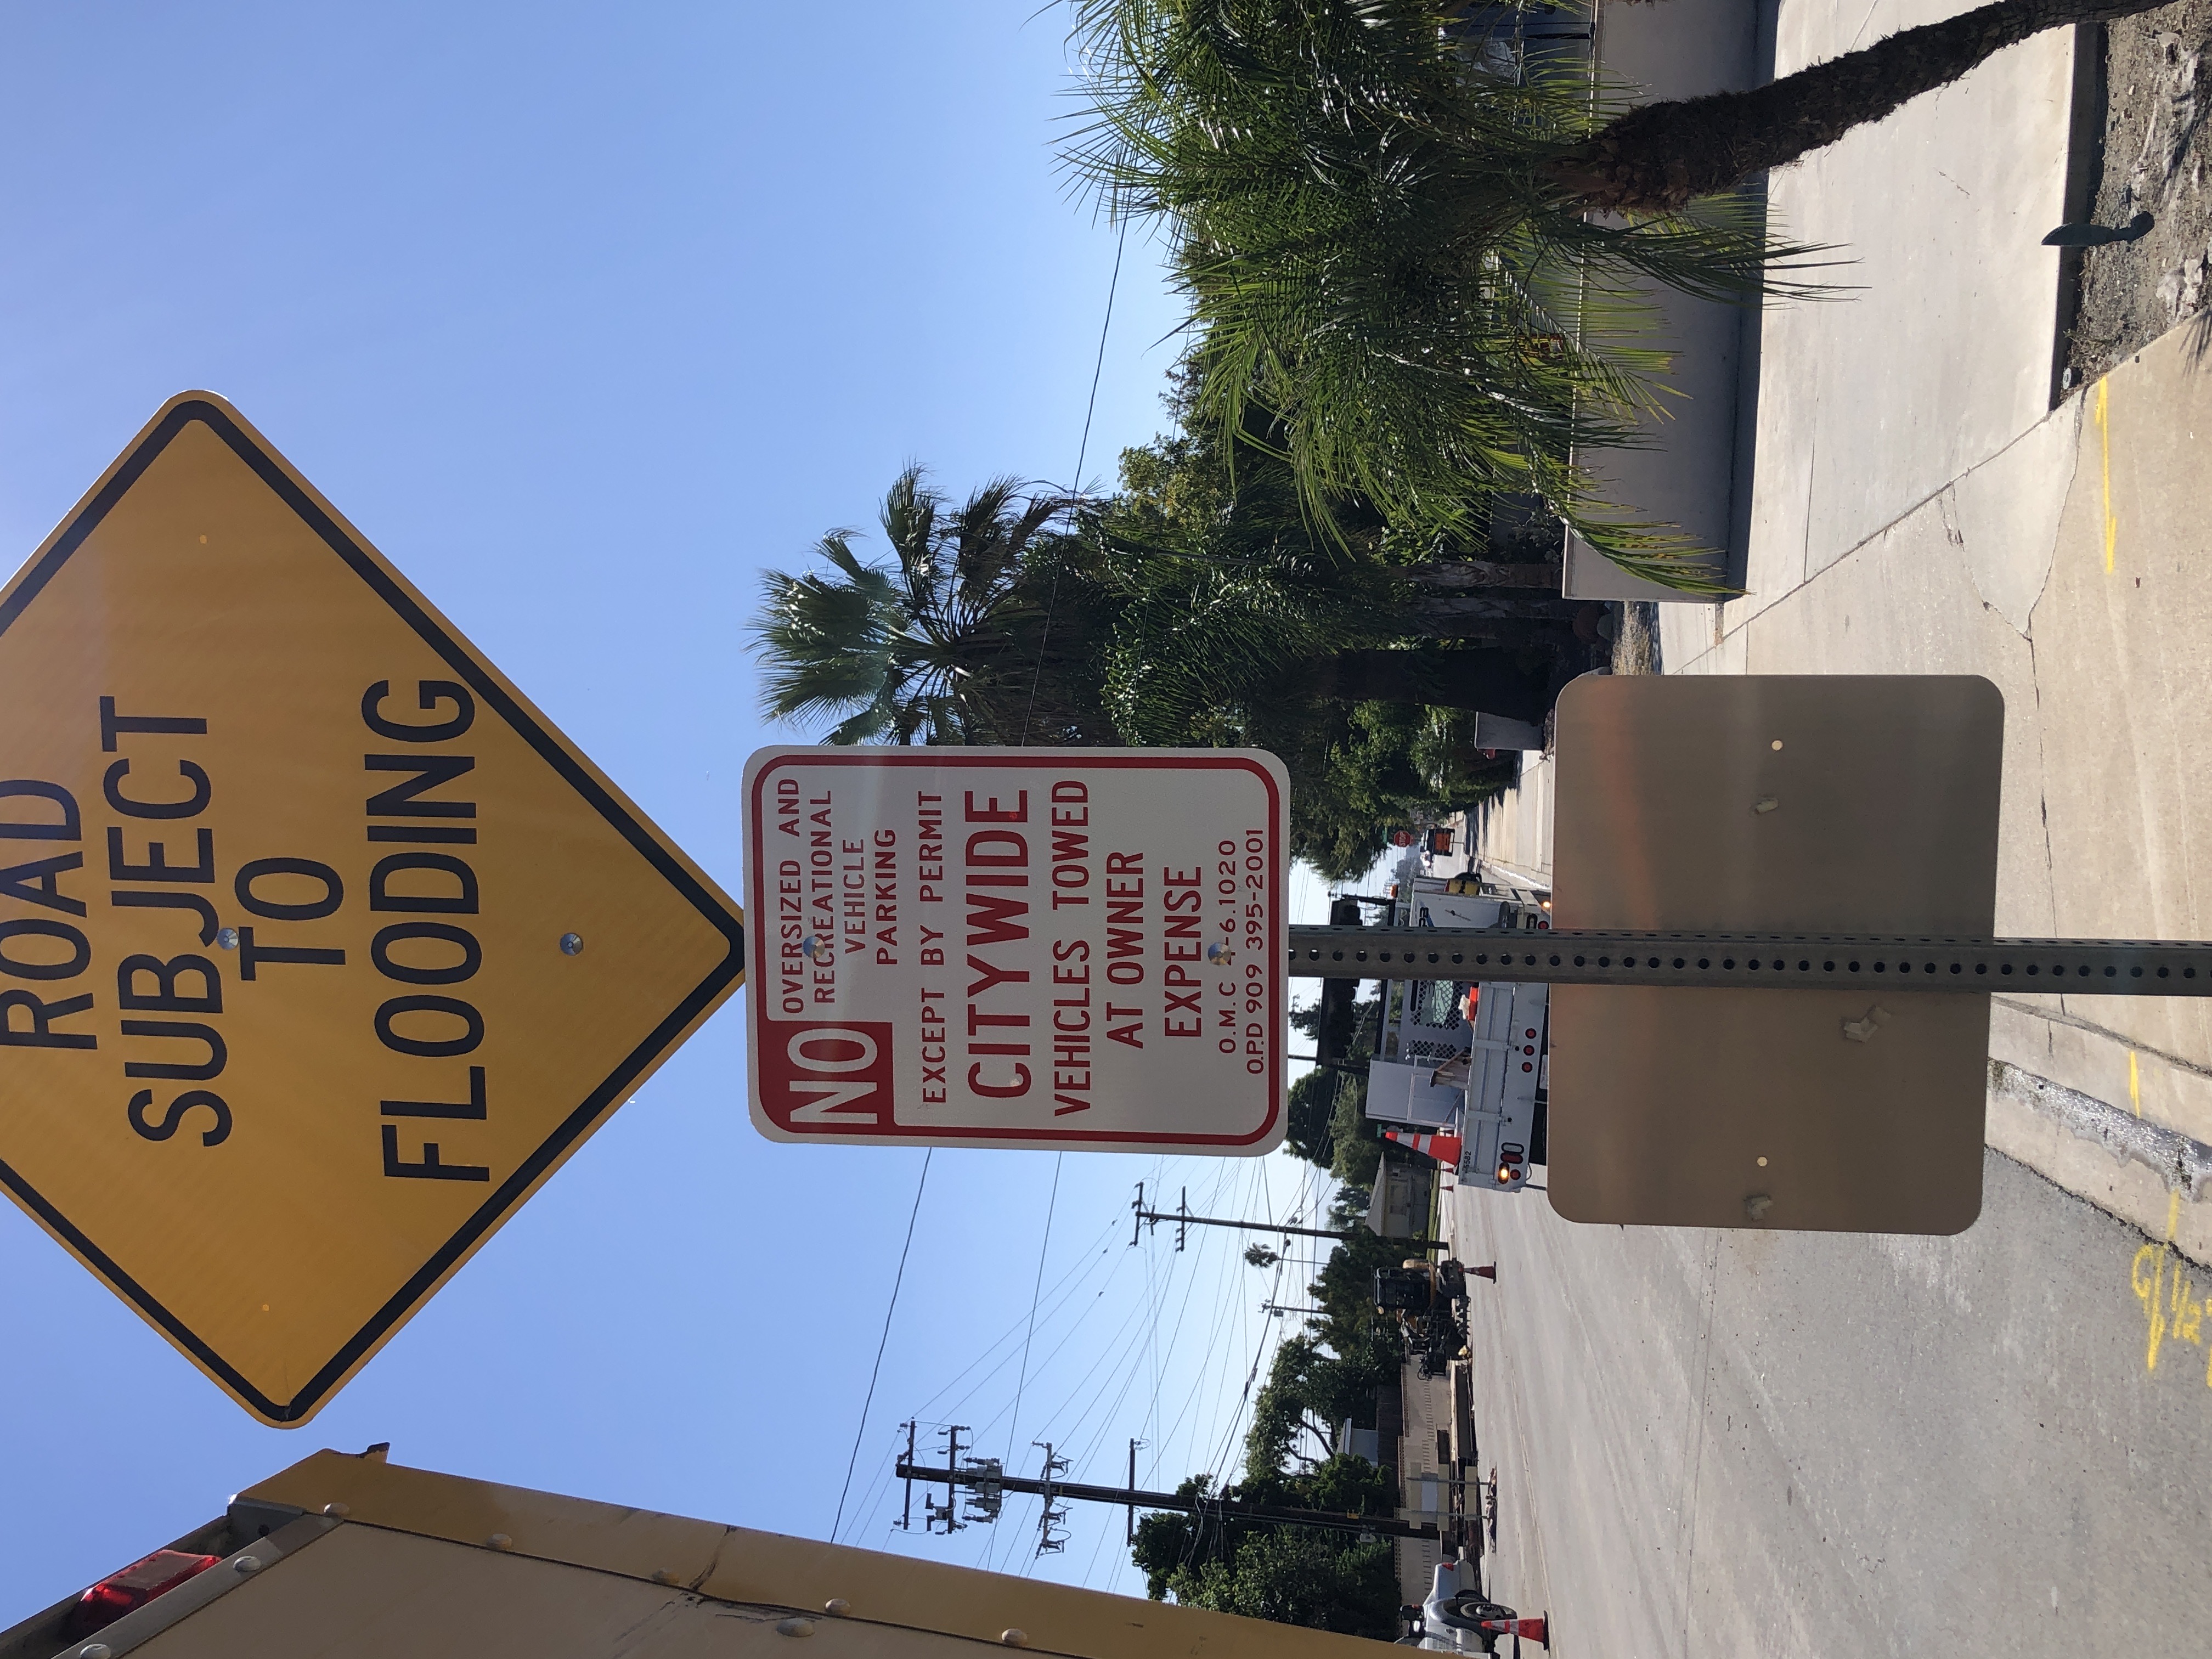 ROAD
SUBJECT
TO
FLOODING
NO OVERSIZED AND
RECREATIONAL
VEHICLE
PARKING
EXCEPT BY PERMIT
CITYWIDE
VEHICLES TOWED
AT OWNER
EXPENSE
O.M.C 4-6.1020
O.P.D 909 395-2001